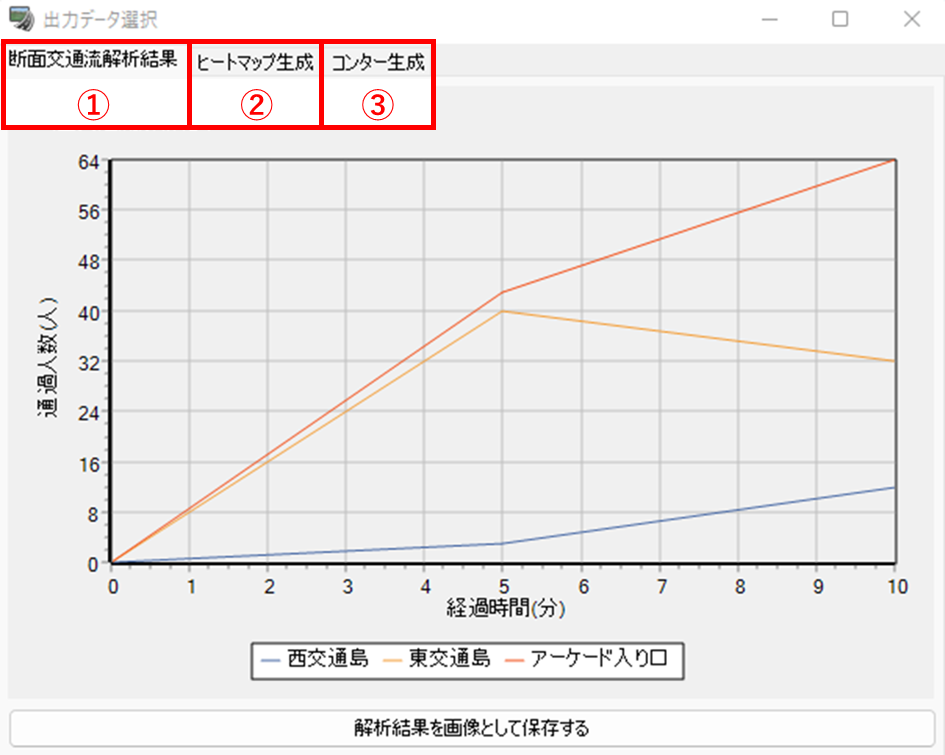 出力データ選択
断面交通流解析結果 ヒートマップ生成 コンター生成
① ② ③
64
56
48
40
32
24
16
8
0
通過人数(人)
0 1 2 3 4 5 6 7 8 9 10
経過時間(分)
西交通島 東交通島 アーケード入り口
解析結果を画像として保存する